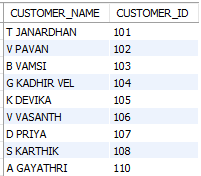 CUSTOMER_NAME CUSTOMER_ID
T JANARDHAN 101
V PAVAN 102
B VAMSI 103
G KADHIR VEL 104
K DEVIKA 105
V VASANTH 106
D PRIYA 107
S KARTHIK 108
A GAYATHRI 110